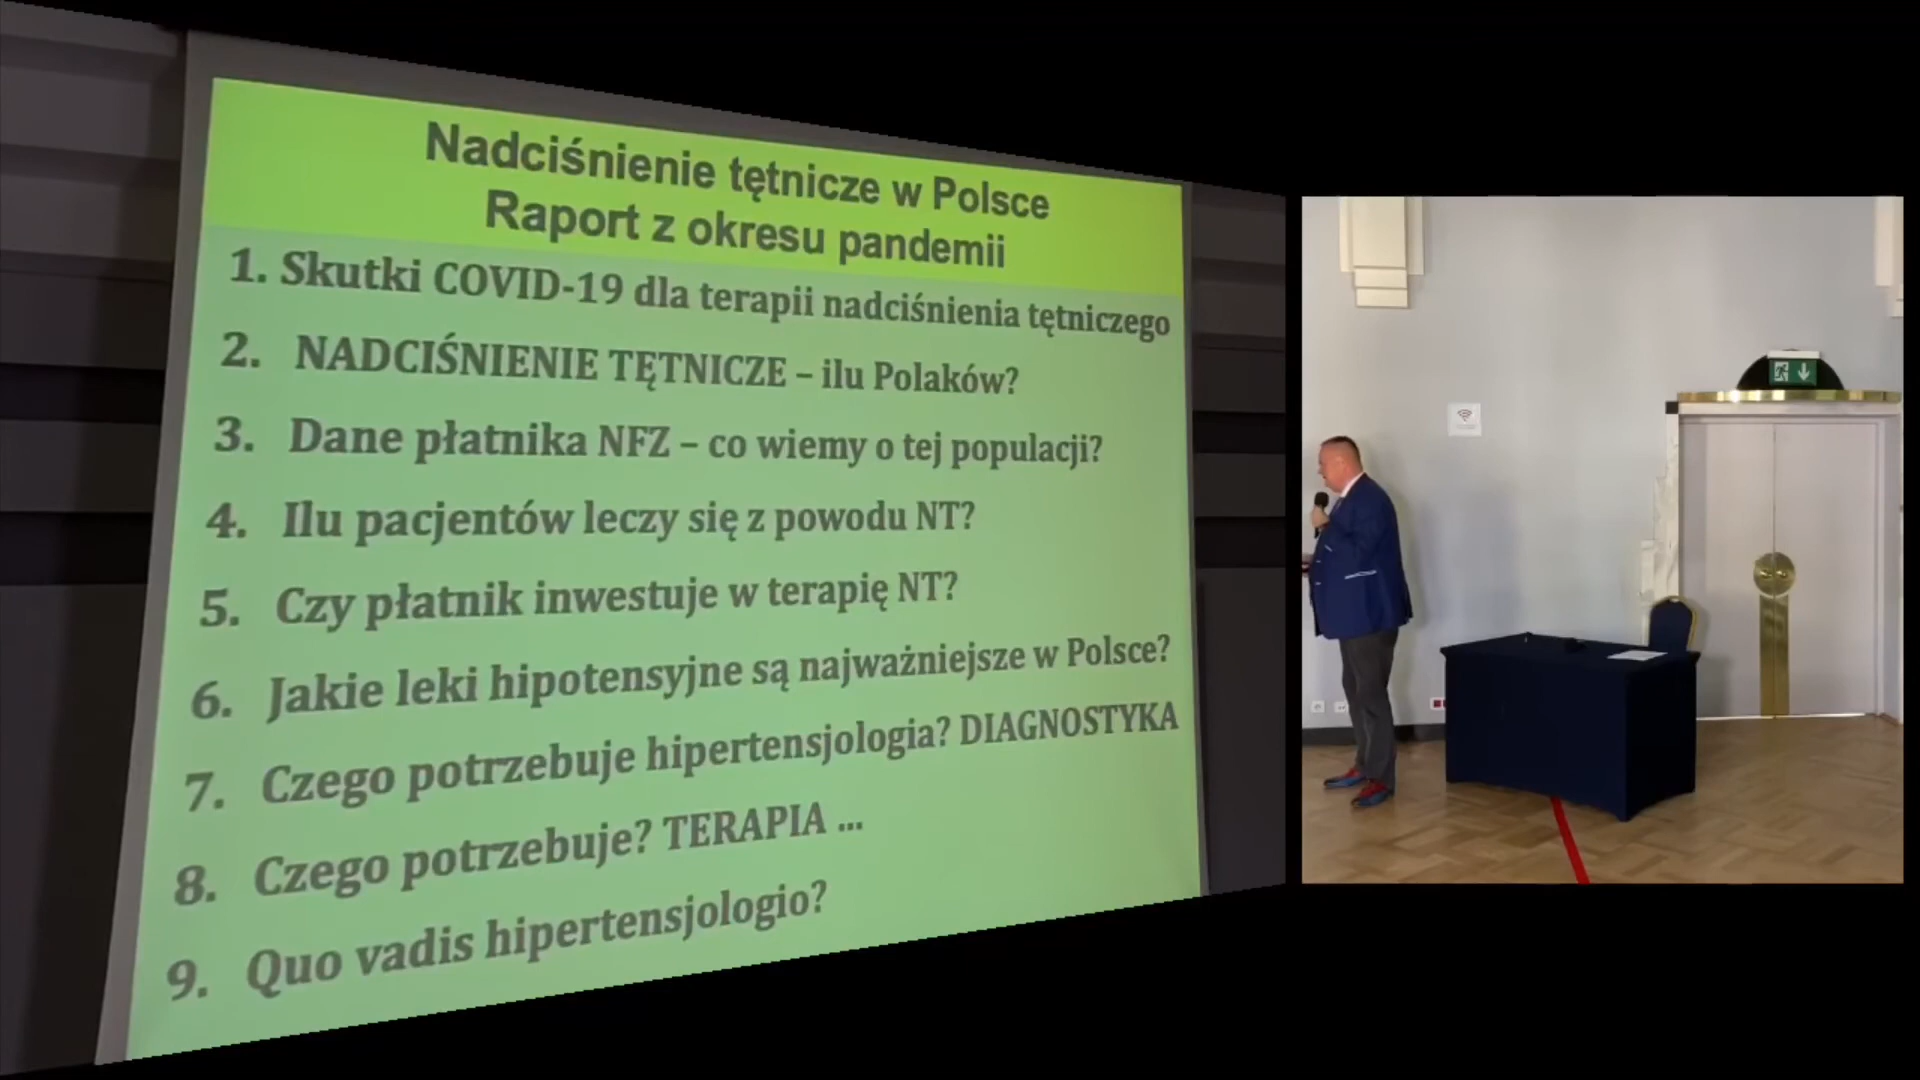 Nadciśnienie tętnicze w Polsce
Raport z okresu pandemii
1. Skutki COVID-19 dla terapii nadciśnienia tętniczego
2. NADCIŚNIENIE TĘTNICZE – ilu Polaków?
3. Dane płatnika NFZ – co wiemy o tej populacji?
4. Ilu pacjentów leczy się z powodu NT?
5. Czy płatnik inwestuje w terapię NT?
6. Jakie leki hipotensyjne są najważniejsze w Polsce?
7. Czego potrzebuje hipertensjologia? DIAGNOSTYKA
8. Czego potrzebuje? TERAPIA ...
9. Quo vadis hipertensjologio?